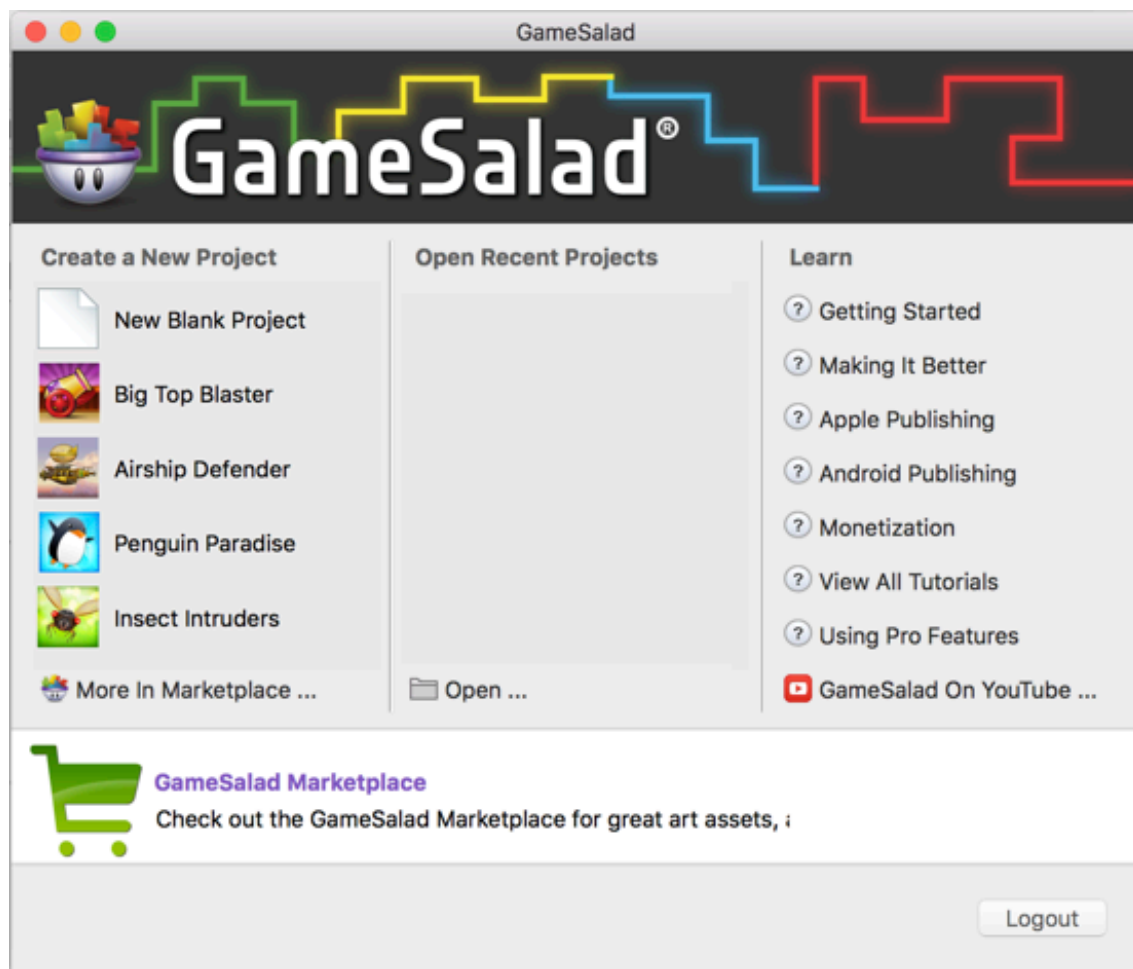 GameSalad
GameSalad®
Create a New Project
New Blank Project
Big Top Blaster
Airship Defender
Penguin Paradise
Insect Intruders
More In Marketplace ...
Open Recent Projects
Open ...
Learn
Getting Started
Making It Better
Apple Publishing
Android Publishing
Monetization
View All Tutorials
Using Pro Features
GameSalad On YouTube ...
GameSalad Marketplace
Check out the GameSalad Marketplace for great art assets,
Logout